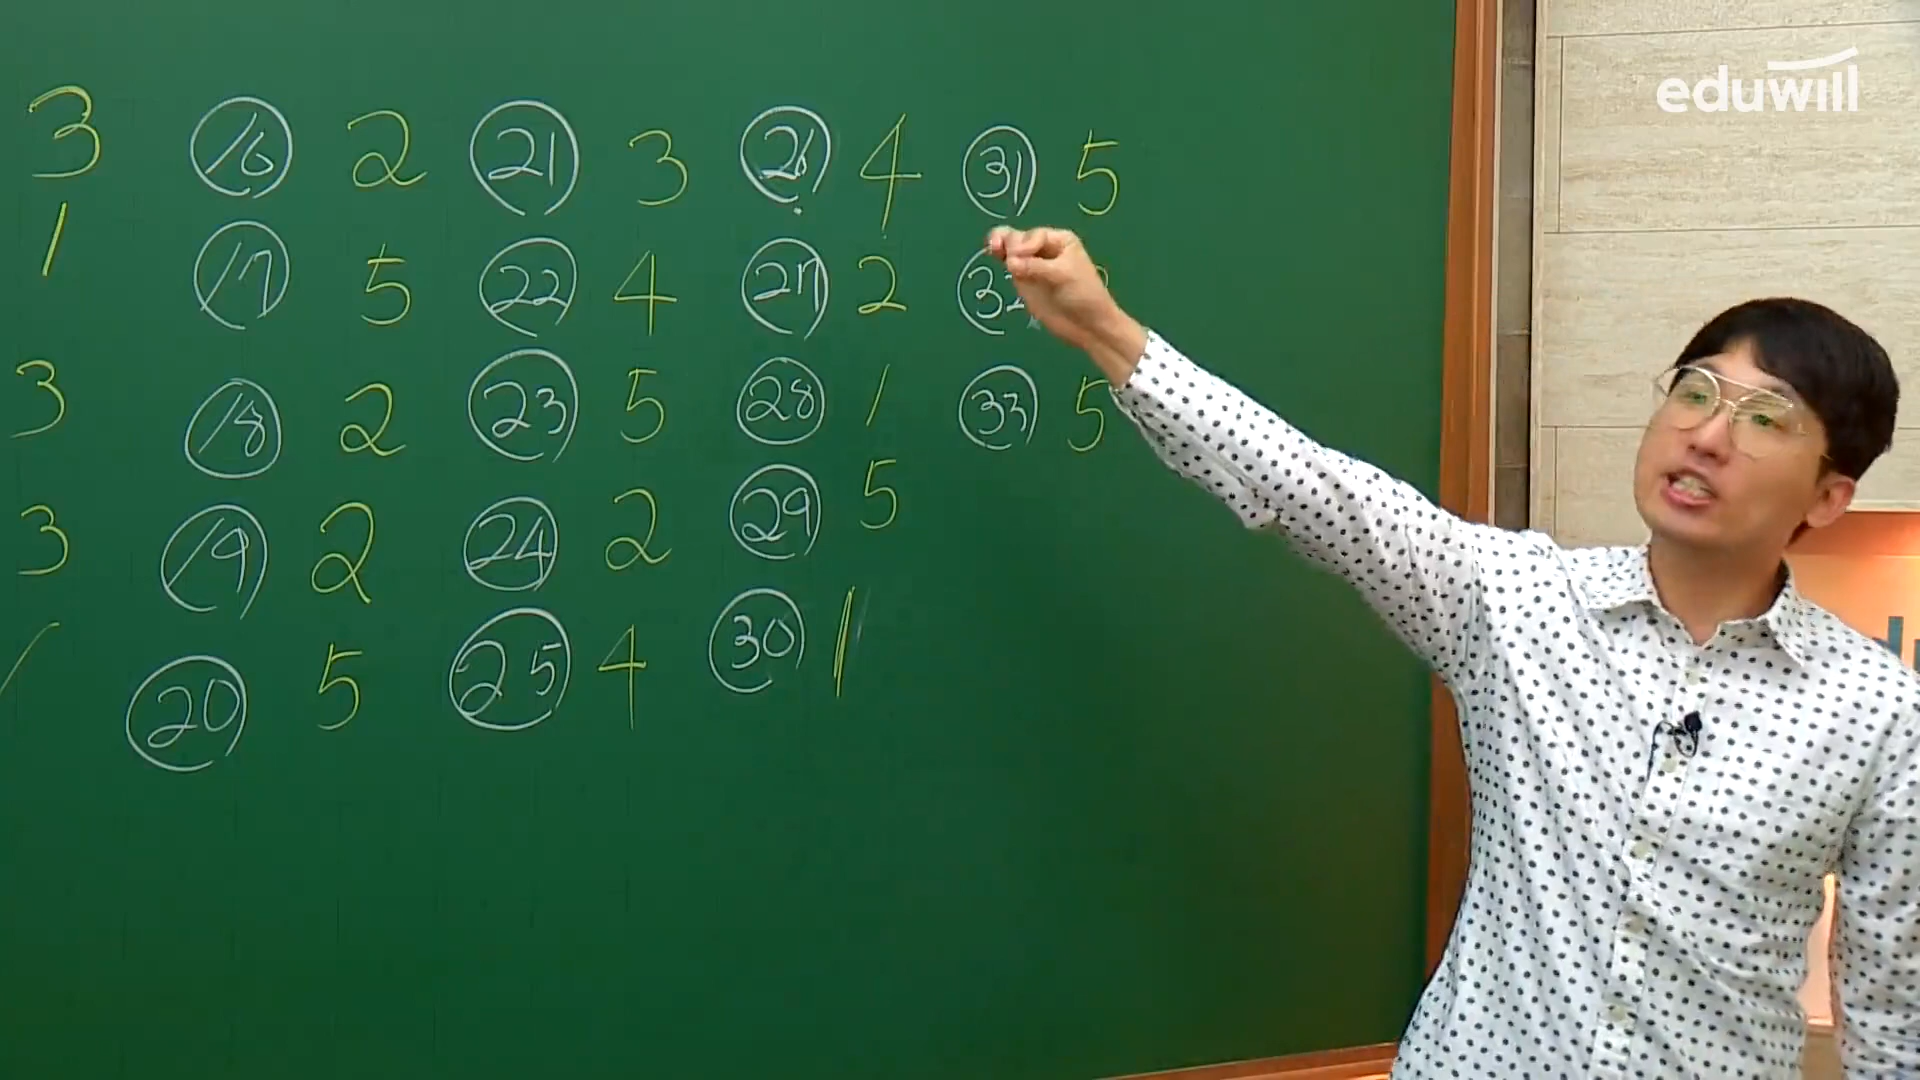 eduwill
3 ⑯ 2 ㉑ 3 ㉖ 4 ㉛ 5
1 ⑰ 5 ㉒ 4 ㉗ 2 ㉜
3 ⑱ 2 ㉓ 5 ㉘ 1 ㉝ 5
3 ⑲ 2 ㉔ 2 ㉙ 5
⑳ 5 ㉕ 4 ㉚ 1